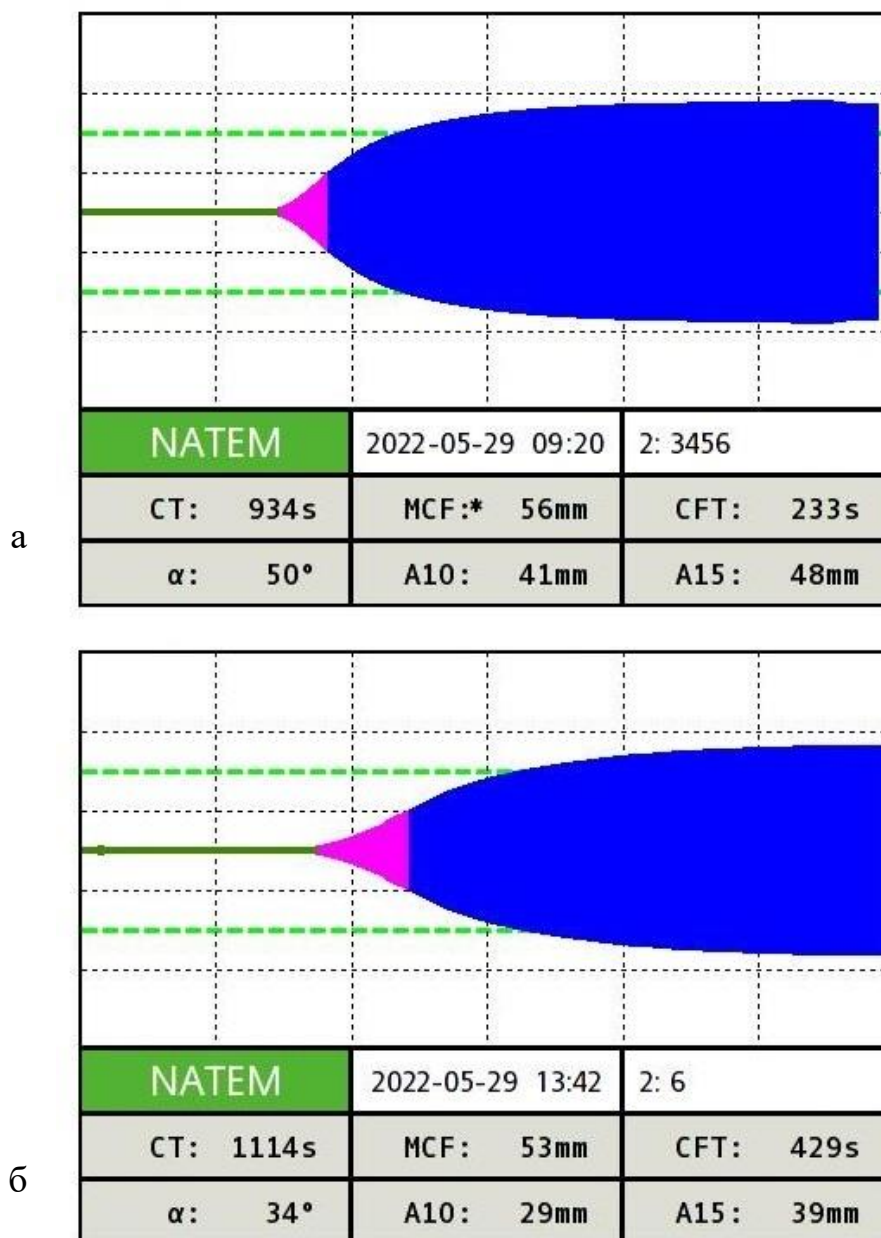 NATEM 2022-05-29 09:20 2: 3456
CT: 934s MCF:* 56mm CFT: 233s
а
α: 50° A10: 41mm A15: 48mm
NATEM 2022-05-29 13:42 2: 6
CT: 1114s MCF: 53mm CFT: 429s
б
α: 34° A10: 29mm A15: 39mm